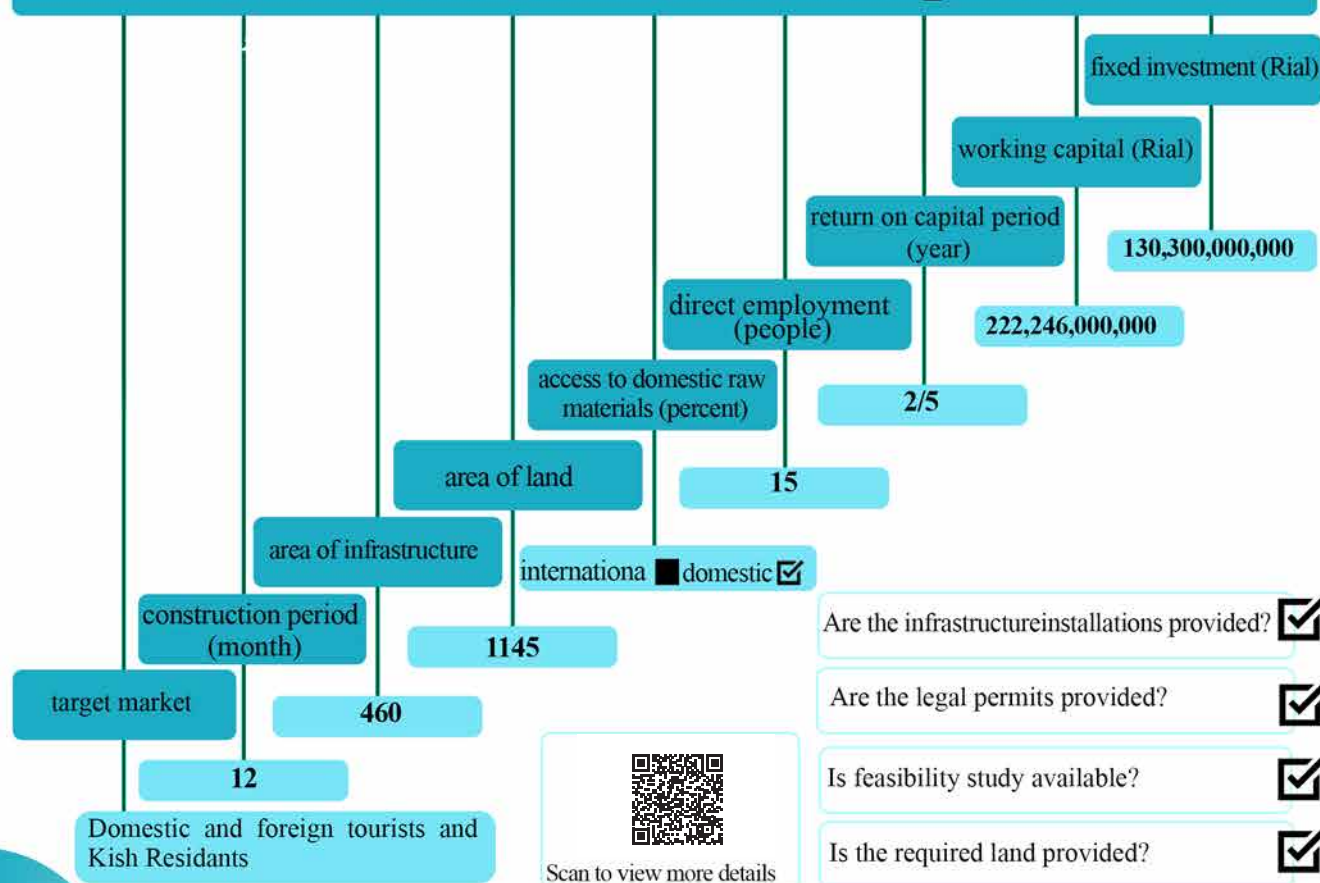 fixed investment (Rial)
130,300,000,000
working capital (Rial)
222,246,000,000
return on capital period
(year)
2/5
direct employment
(people)
15
access to domestic raw
materials (percent)
internationa domestic
area of land
1145
area of infrastructure
460
construction period
(month)
12
target market
Domestic and foreign tourists and
Kish Residants
Scan to view more details
Are the infrastructureinstallations provided?
Are the legal permits provided?
Is feasibility study available?
Is the required land provided?